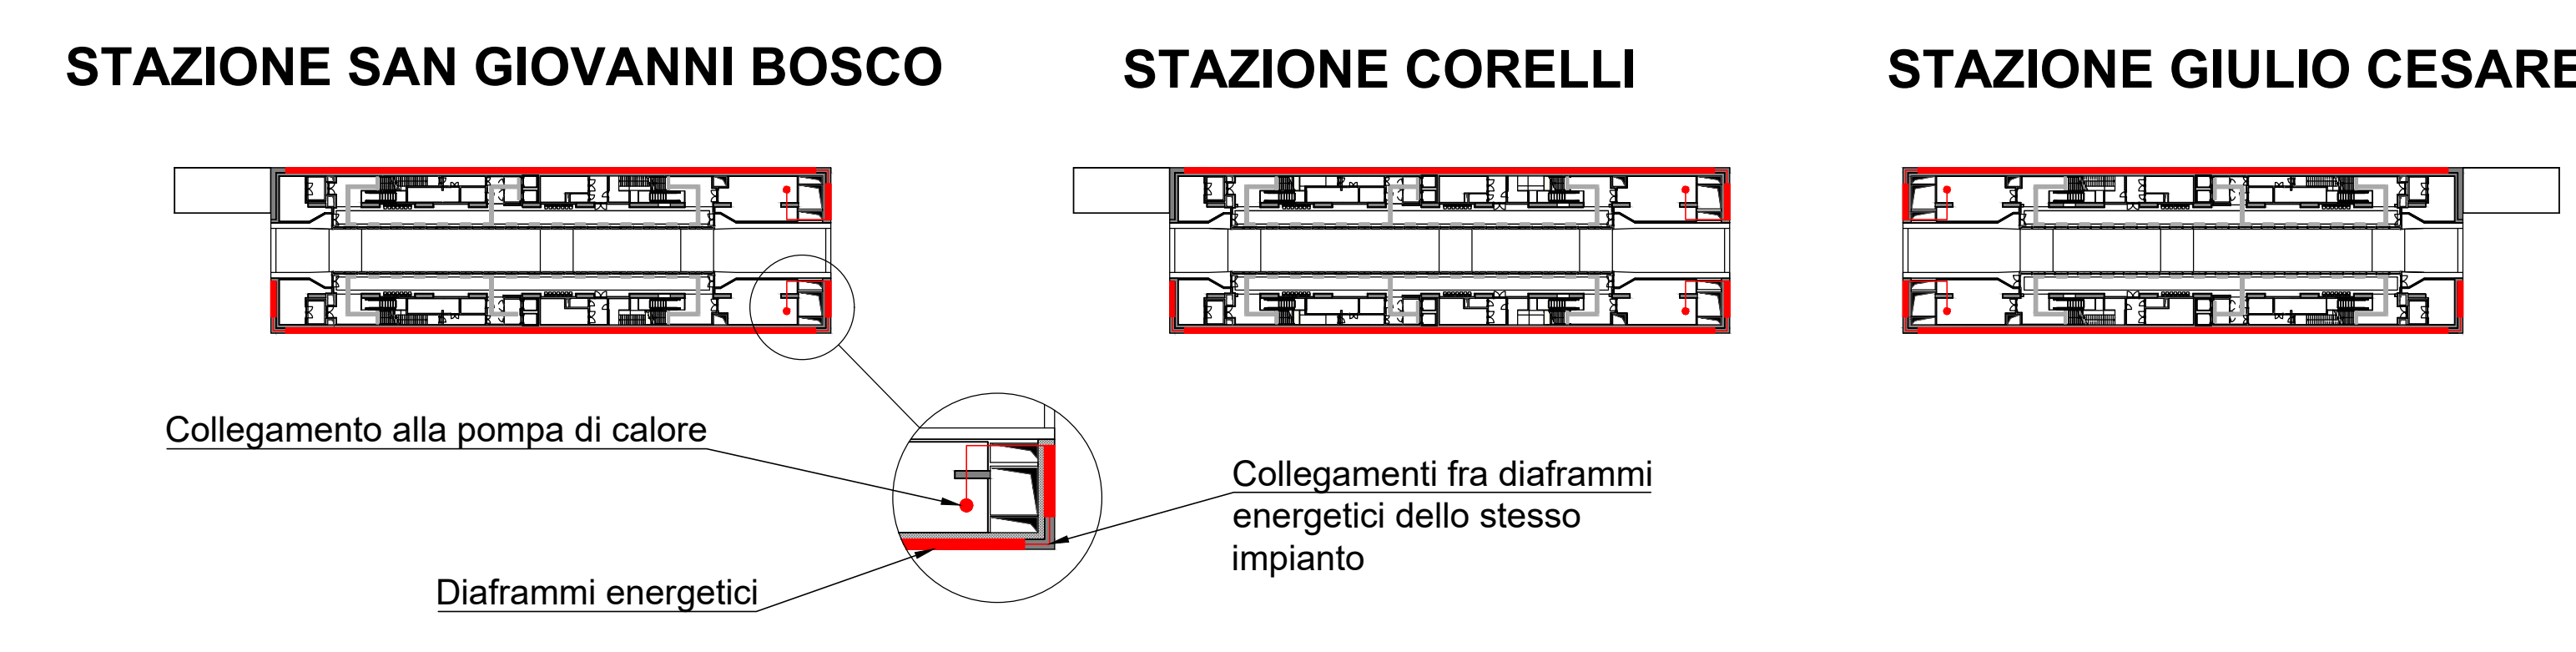 STAZIONE SAN GIOVANNI BOSCO
STAZIONE CORELLI
STAZIONE GIULIO CESARE
Collegamento alla pompa di calore
Collegamenti fra diaframmi
energetici dello stesso
impianto
Diaframmi energetici